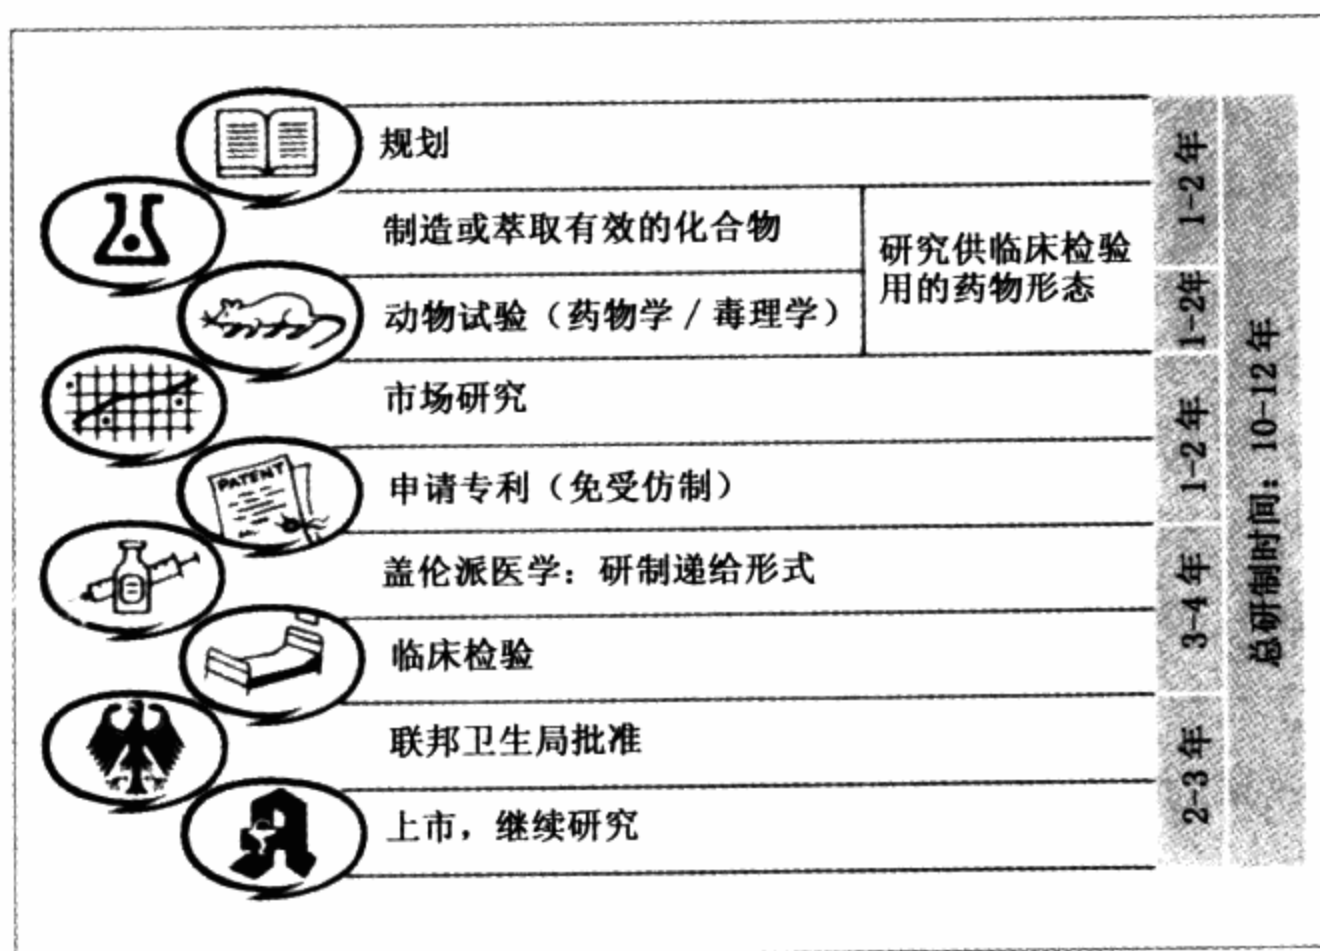 规划
1-2年
制造或萃取有效的化合物
研究供临床检验
用的药物形态
动物试验（药物学／毒理学）
1-2年
市场研究
1-2年
PATENT
申请专利（免受仿制）
盖伦派医学：研制递给形式
3-4年
临床检验
联邦卫生局批准
2-3年
上市，继续研究
总研制时间：10-12年